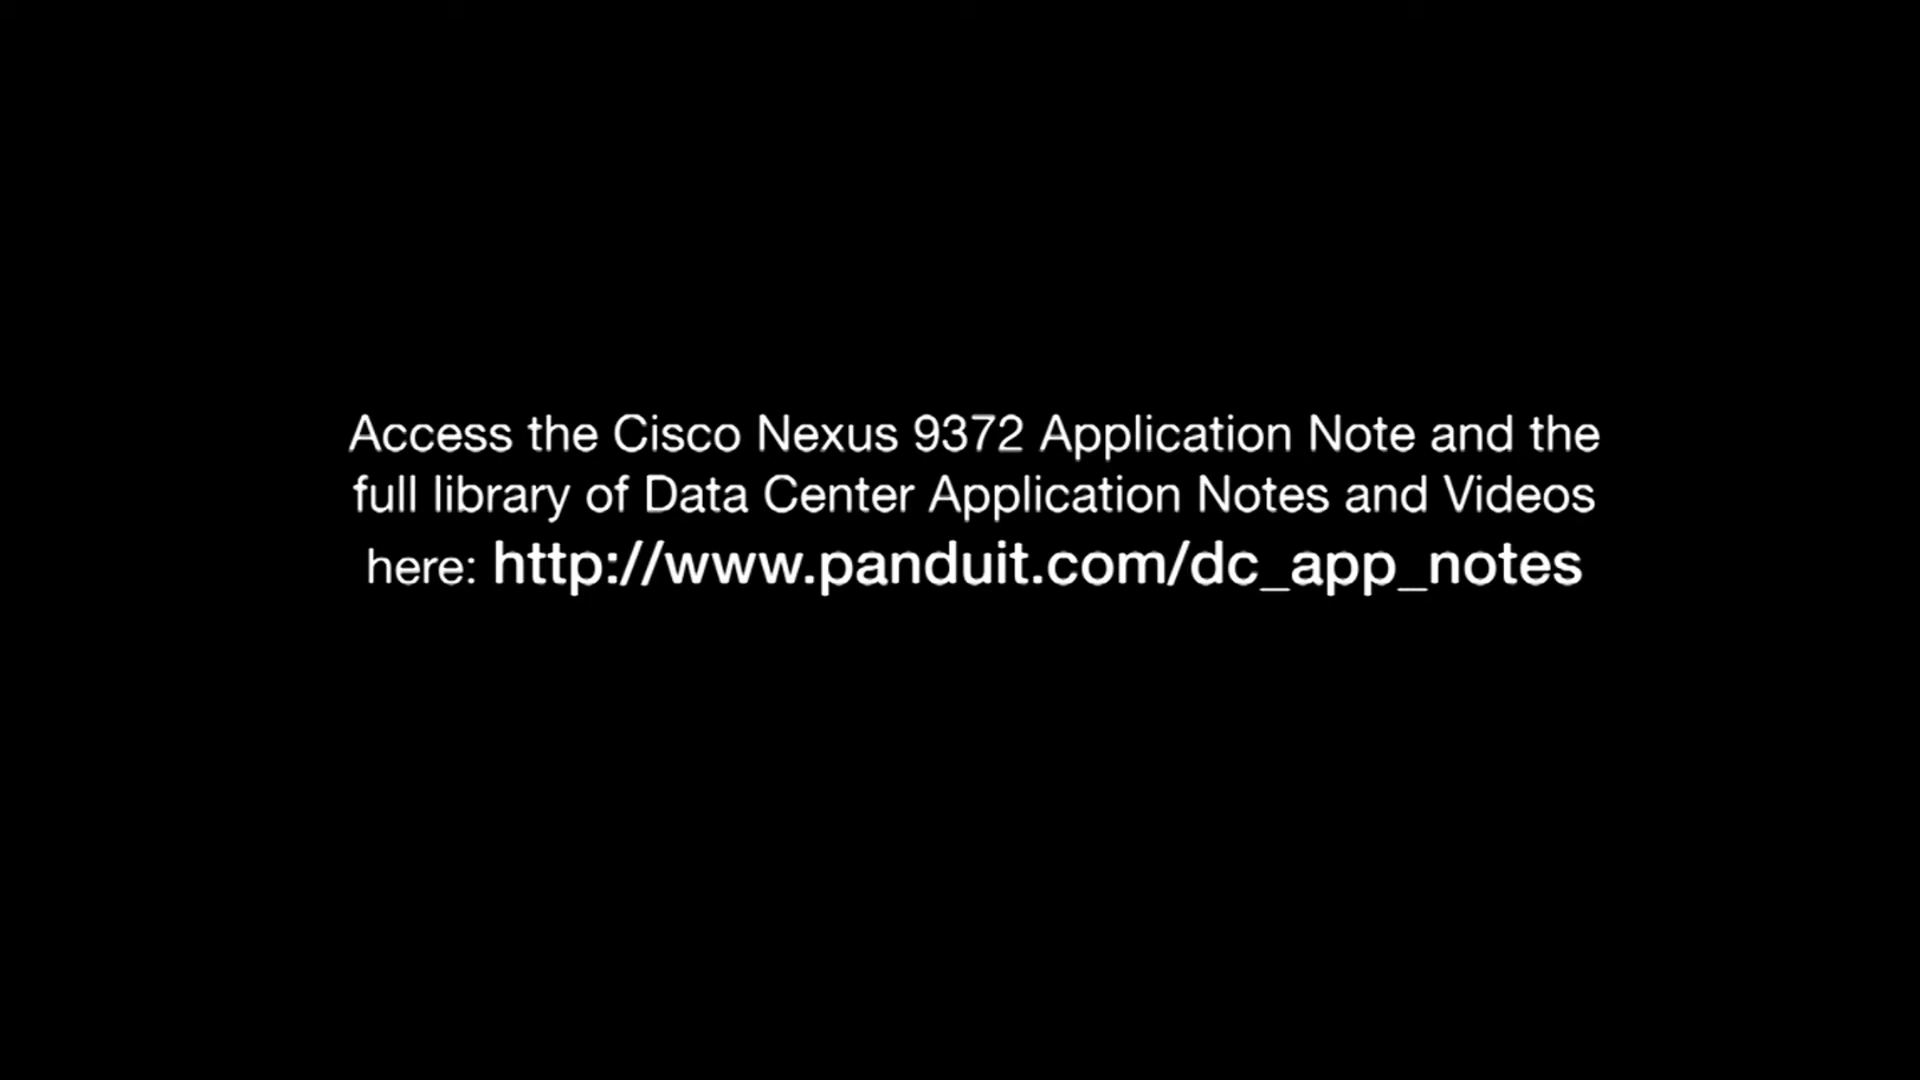 Access the Cisco Nexus 9372 Application Note and the
full library of Data Center Application Notes and Videos
here: http://www.panduit.com/dc_app_notes